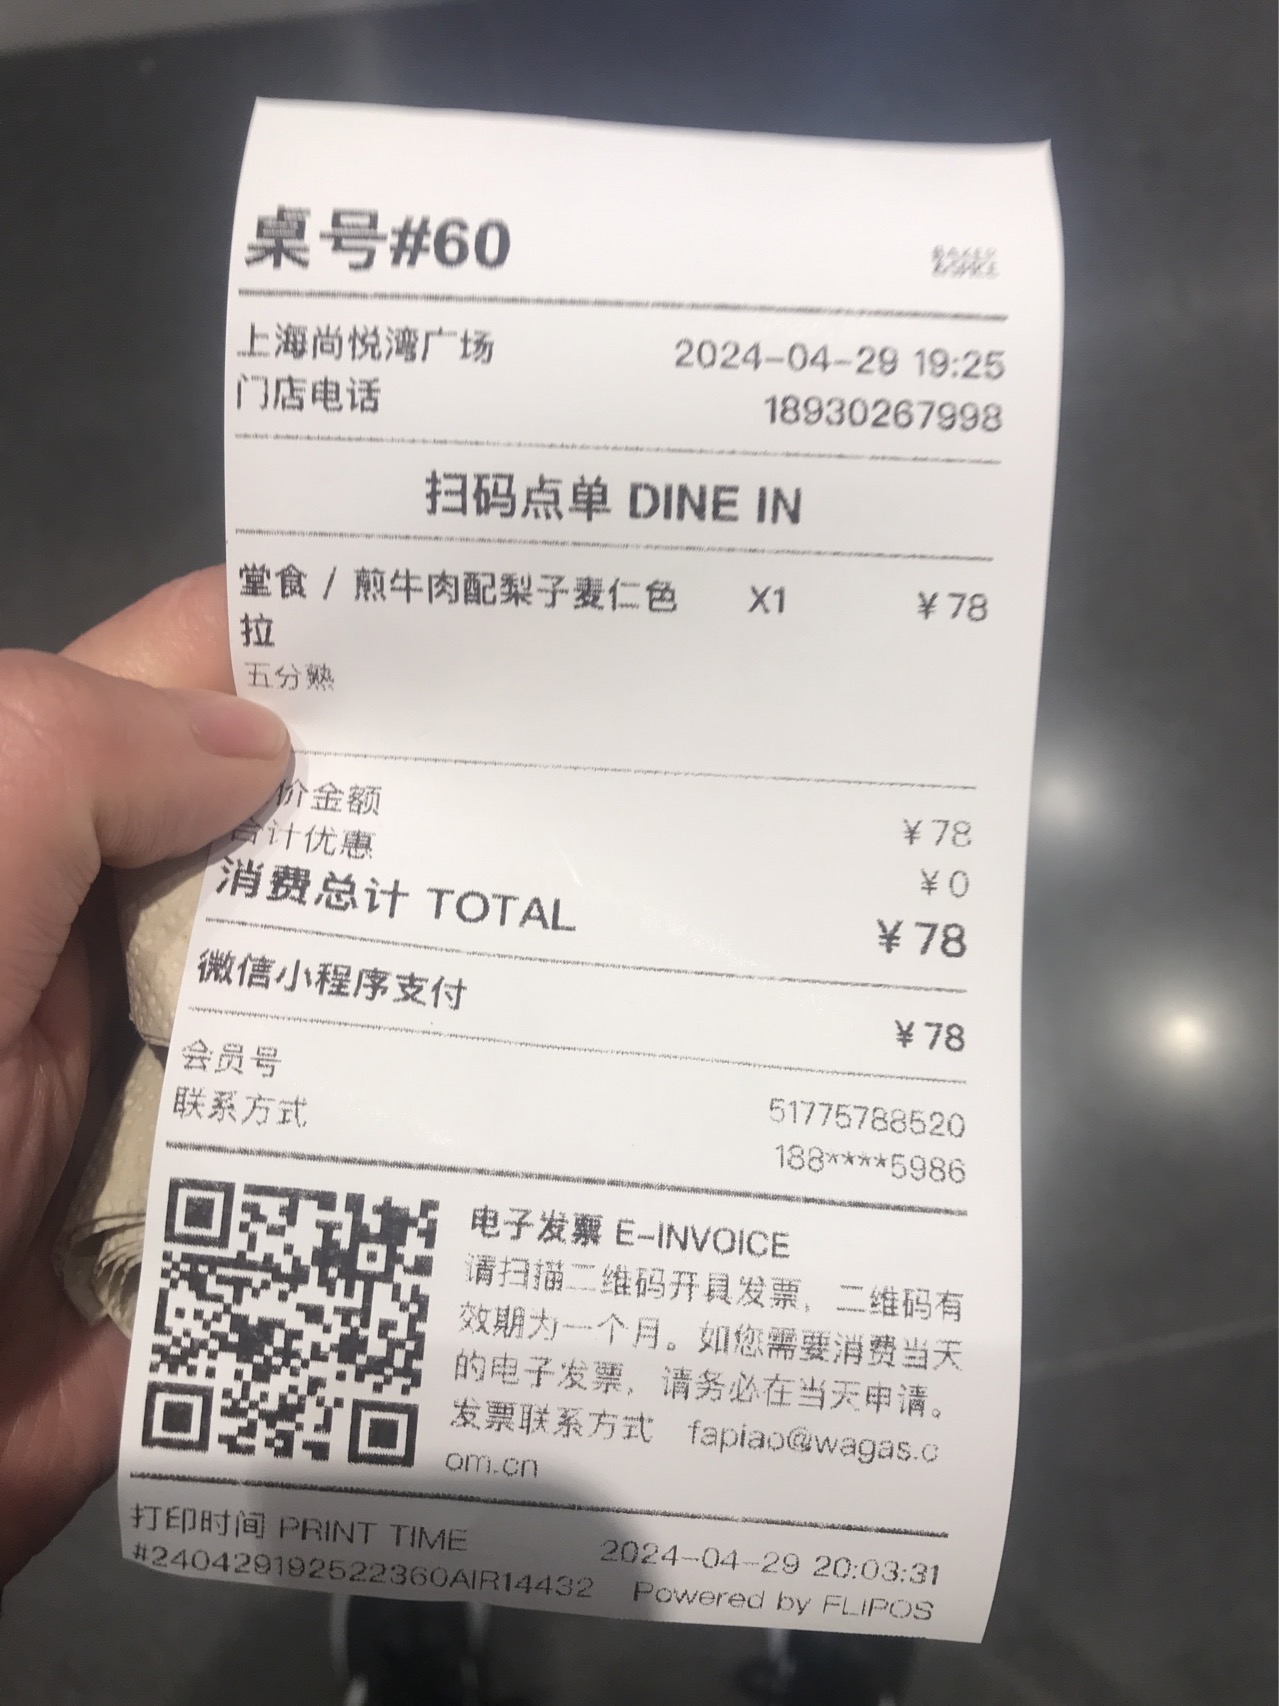 桌号#60
BAKER
&SPICE
上海尚悦湾广场 2024-04-29 19:25
门店电话 18930267998
扫码点单 DINE IN
堂食 / 煎牛肉配梨子麦仁色 X1 ¥78
拉
五分熟
价金额 ¥78
合计优惠 ¥0
消费总计 TOTAL ¥78
微信小程序支付 ¥78
会员号 51775788520
联系方式 188****5986
电子发票 E-INVOICE
请扫描二维码开具发票，二维码有
效期为一个月。如您需要消费当天
的电子发票，请务必在当天申请。
发票联系方式 fapiao@wagas.c
om.cn
打印时间 PRINT TIME 2024-04-29 20:03:31
#240429192522360AIR14432 Powered by FLIPOS